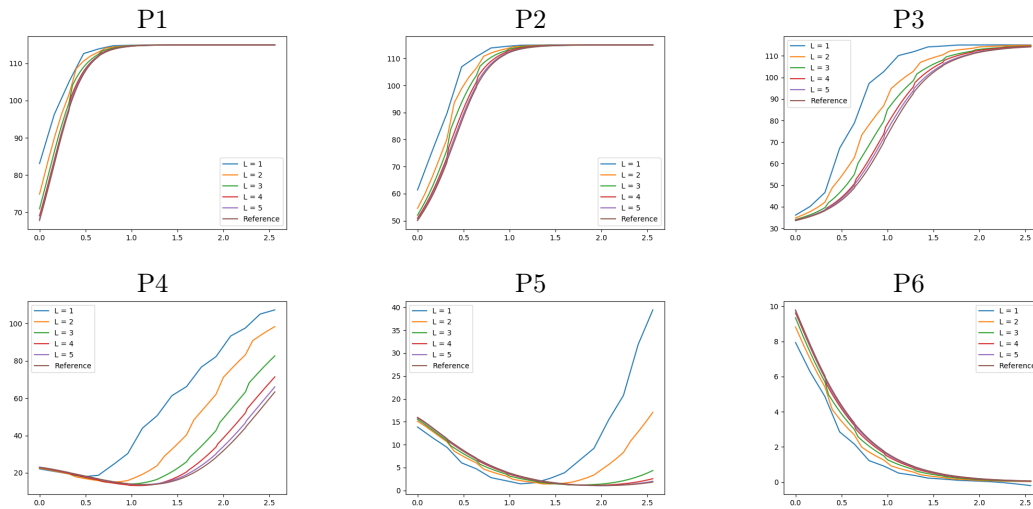 P1
P2
P3
110
100
90
80
70
L = 1
L = 2
L = 3
L = 4
L = 5
Reference
0.0 0.5 1.0 1.5 2.0 2.5
110
100
90
80
70
60
50
L = 1
L = 2
L = 3
L = 4
L = 5
Reference
0.0 0.5 1.0 1.5 2.0 2.5
110
100
90
80
70
60
50
40
30
L = 1
L = 2
L = 3
L = 4
L = 5
Reference
0.0 0.5 1.0 1.5 2.0 2.5
P4
P5
P6
100
80
60
40
20
L = 1
L = 2
L = 3
L = 4
L = 5
Reference
0.0 0.5 1.0 1.5 2.0 2.5
40
35
30
25
20
15
10
5
0
L = 1
L = 2
L = 3
L = 4
L = 5
Reference
0.0 0.5 1.0 1.5 2.0 2.5
10
8
6
4
2
0
L = 1
L = 2
L = 3
L = 4
L = 5
Reference
0.0 0.5 1.0 1.5 2.0 2.5